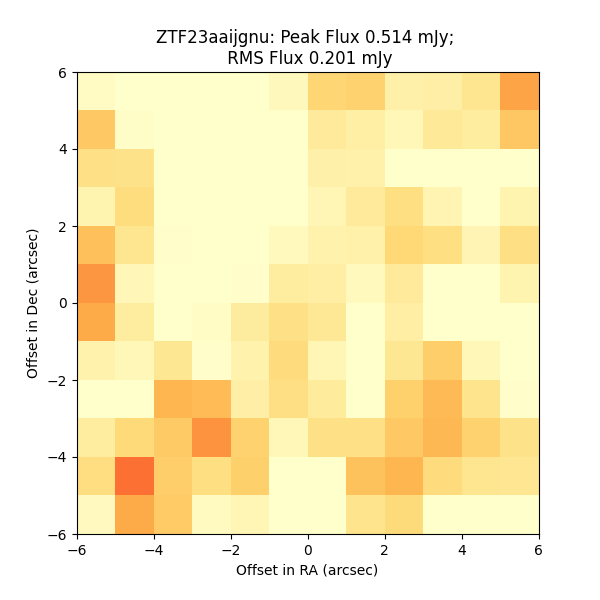 ZTF23aaijgnu: Peak Flux 0.514 mJy;
RMS Flux 0.201 mJy
6
4
2
0
−2
−4
−6
Offset in Dec (arcsec)
−6 −4 −2 0 2 4 6
Offset in RA (arcsec)